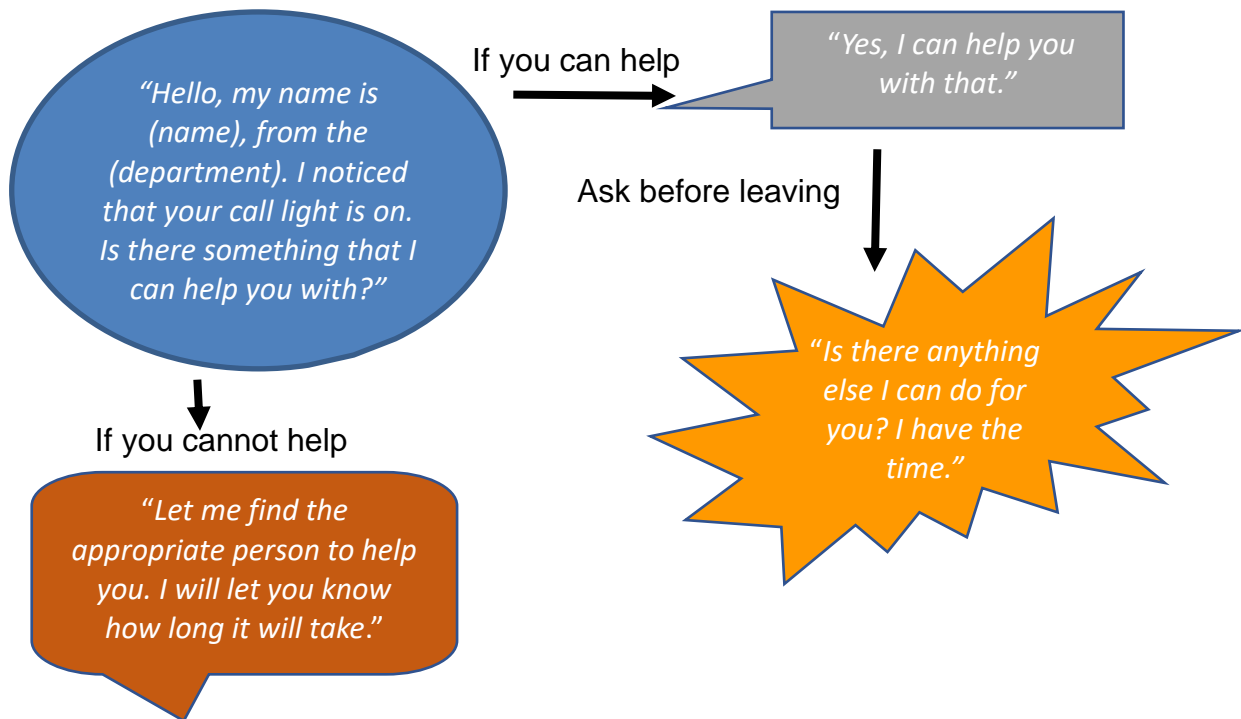 “Hello, my name is
(name), from the
(department). I noticed
that your call light is on.
Is there something that I
can help you with?”
If you can help
“Yes, I can help you
with that.”
Ask before leaving
“Is there anything
else I can do for
you? I have the
time.”
If you cannot help
“Let me find the
appropriate person to help
you. I will let you know
how long it will take.”